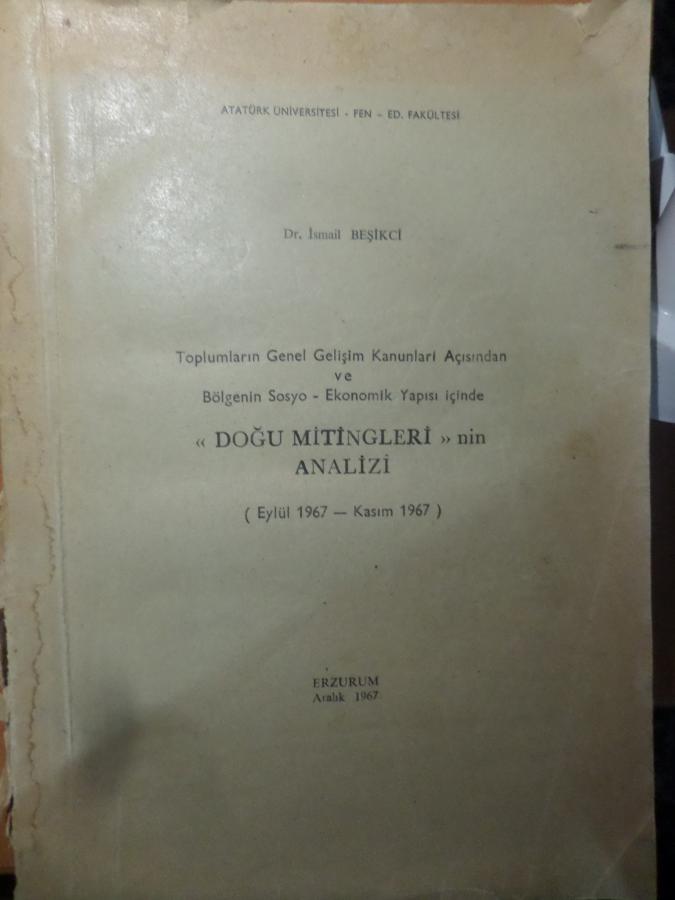 ATATÜRK ÜNİVERSİTESİ - FEN - ED. FAKÜLTESİ
Dr. İsmail BEŞİKCİ
Toplumların Genel Gelişim Kanunları Açısından
ve
Bölgenin Sosyo - Ekonomik Yapısı içinde
« DOĞU MİTİNGLERİ » nin
ANALİZİ
( Eylül 1967 — Kasım 1967 )
ERZURUM
Aralık 1967